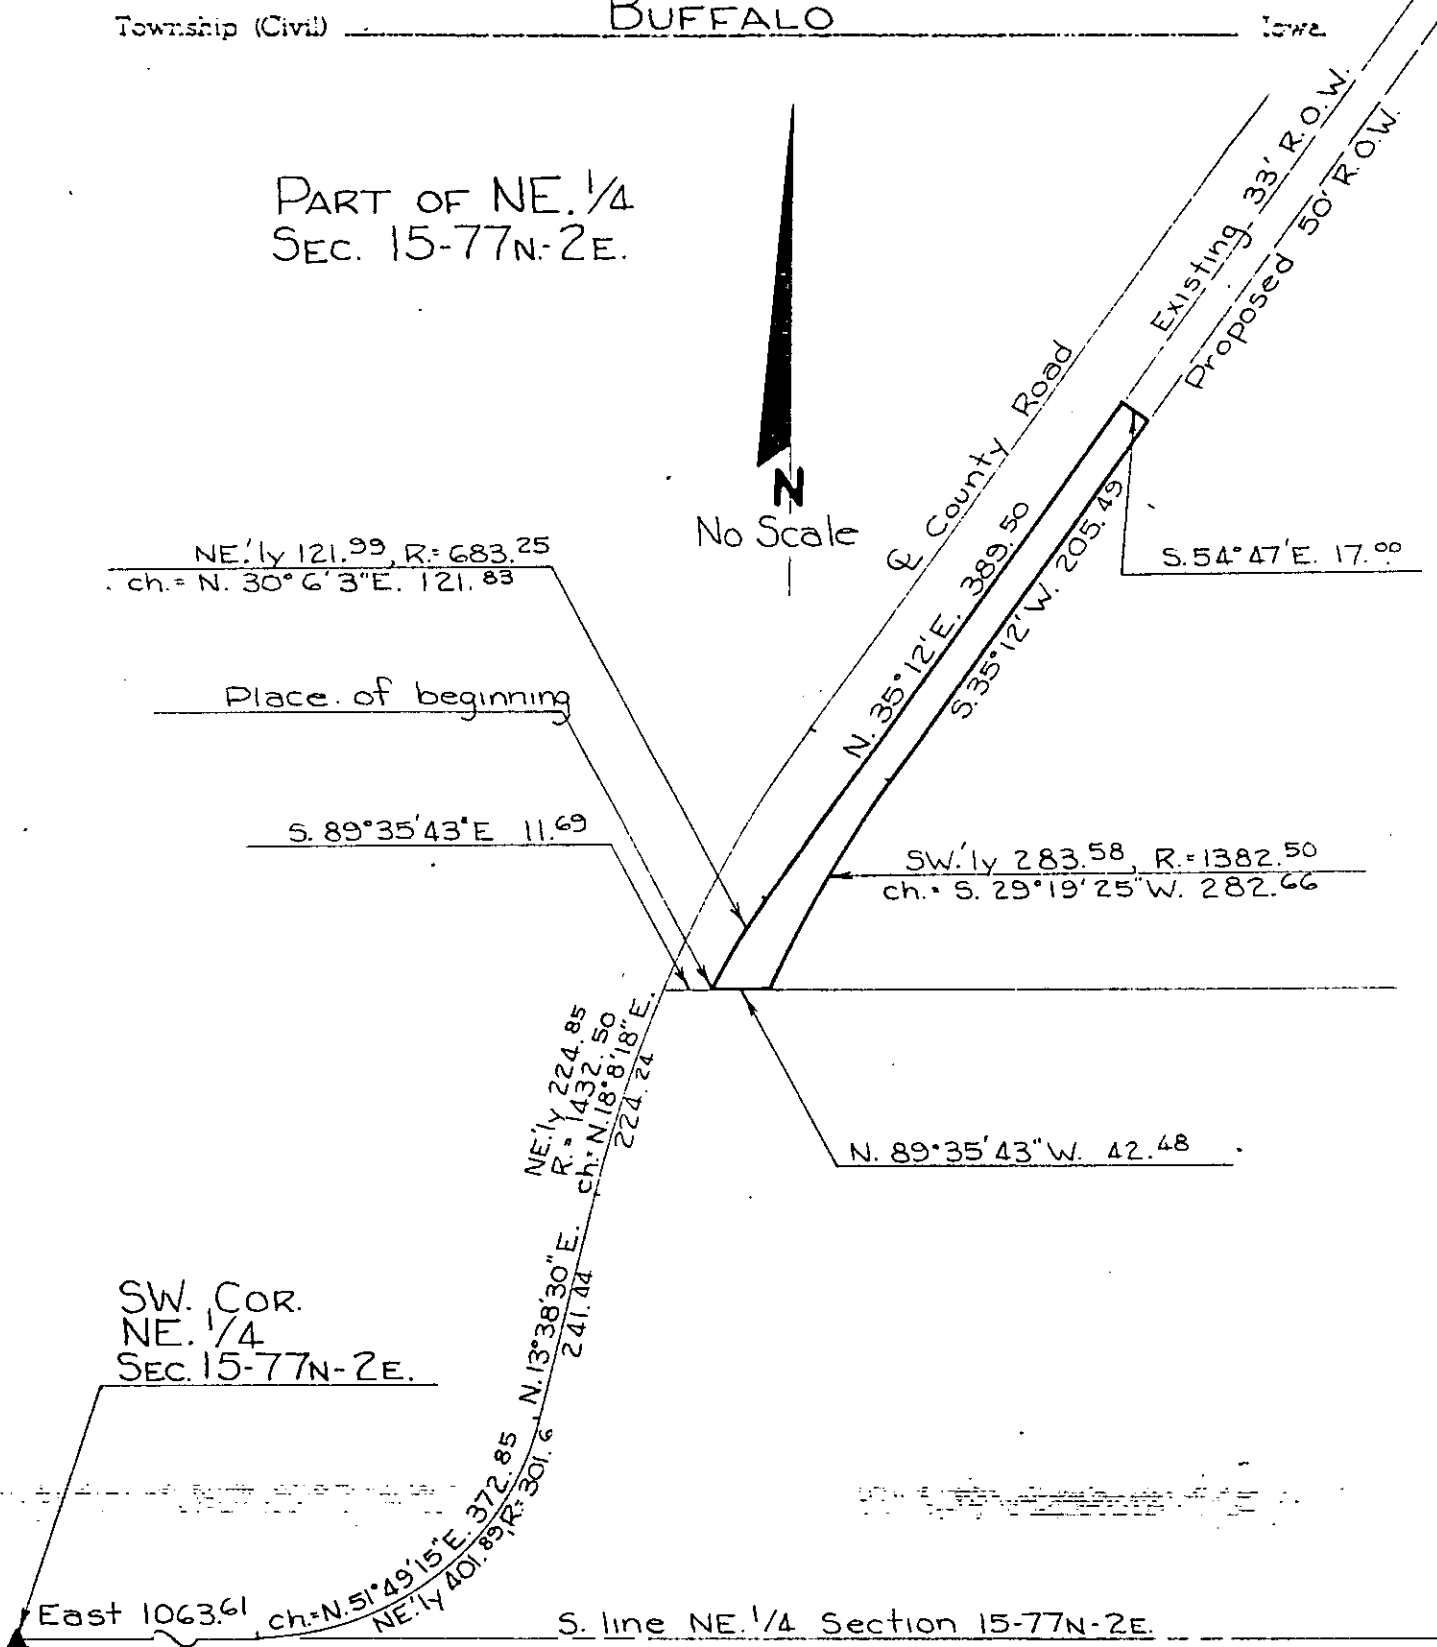 Township (Civil) BUFFALO Iowa
PART OF NE. 1/4
SEC. 15-77N.-2E.
Existing 33' R.O.W.
Proposed 50' R.O.W.
℄ County Road
N
No Scale
NE.'ly 121.99, R.= 683.25
ch.= N. 30° 6' 3"E. 121.83
N. 35° 12' E. 389.50
S. 35° 12' W. 205.49
S. 54° 47' E. 17.00
Place of beginning
S. 89° 35' 43" E 11.69
SW.'ly 283.58, R.= 1382.50
ch.= S. 29° 19' 25" W. 282.66
NE.'ly 224.85
R.= 1432.50
ch.= N. 18° 8' 18" E.
224.24
N. 89° 35' 43" W. 42.48
N. 13° 38' 30" E.
241.44
SW. COR.
NE. 1/4
SEC. 15-77N-2E.
ch.= N. 51° 49' 15" E. 372.85
NE.'ly 401.89, R= 301.6
East 1063.61
S. line NE. 1/4 Section 15-77N-2E.